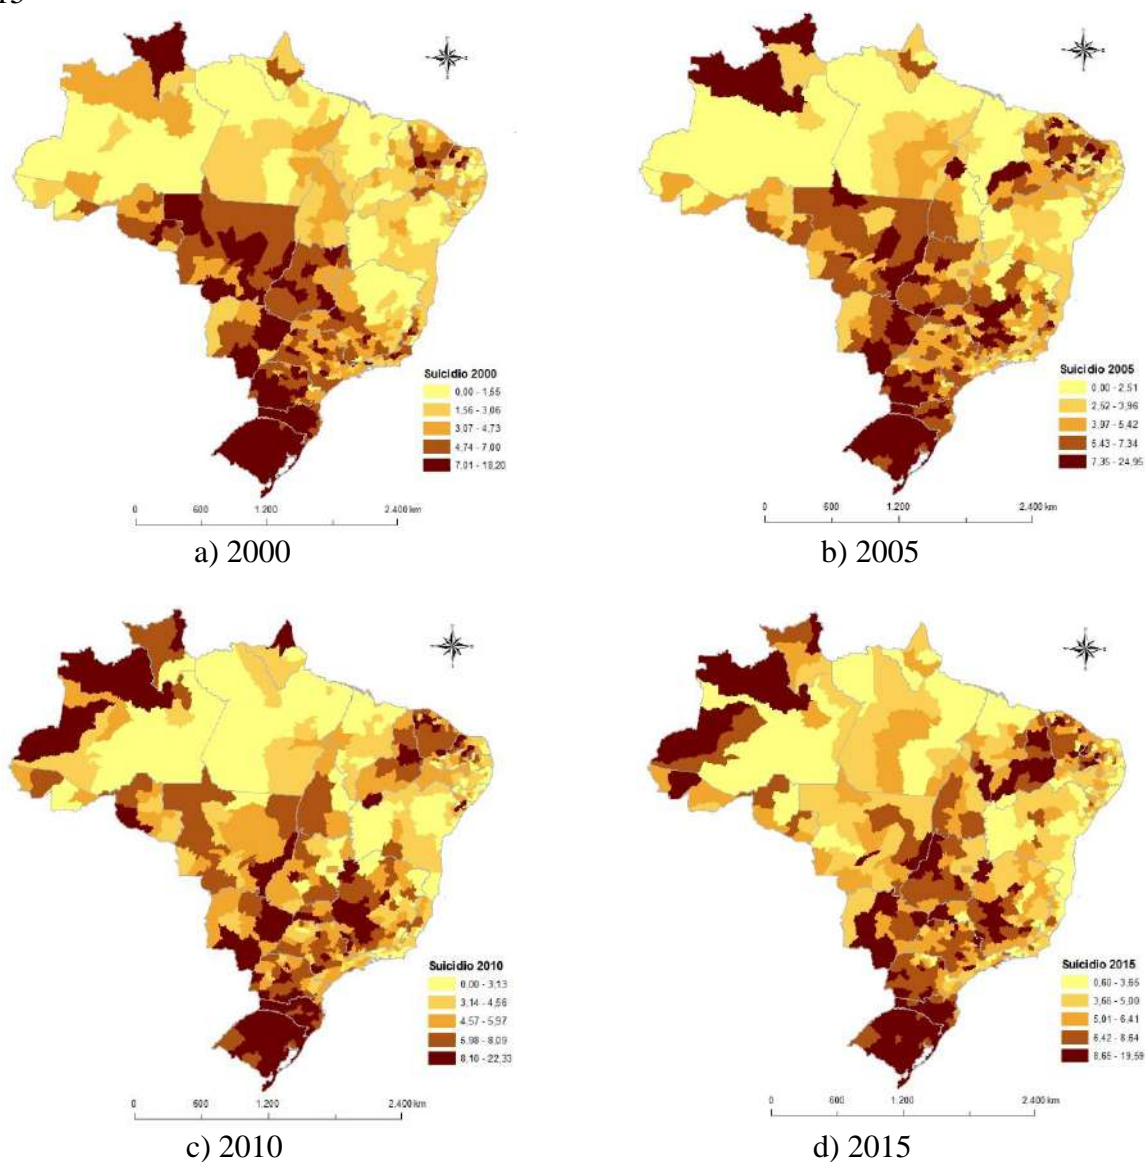 Suicidio 2000
0,00 - 1,55
1,56 - 3,06
3,07 - 4,73
4,74 - 7,00
7,01 - 18,20
0 600 1.200 2.400 km
a) 2000
Suicidio 2005
0,00 - 2,51
2,52 - 3,96
3,97 - 5,42
5,43 - 7,34
7,35 - 24,95
0 600 1.200 2.400 km
b) 2005
Suicidio 2010
0,00 - 3,13
3,14 - 4,56
4,57 - 5,97
5,98 - 8,09
8,10 - 22,33
0 600 1.200 2.400 km
c) 2010
Suicidio 2015
0,60 - 3,65
3,66 - 5,00
5,01 - 6,41
6,42 - 8,64
8,65 - 19,59
0 600 1.200 2.400 km
d) 2015